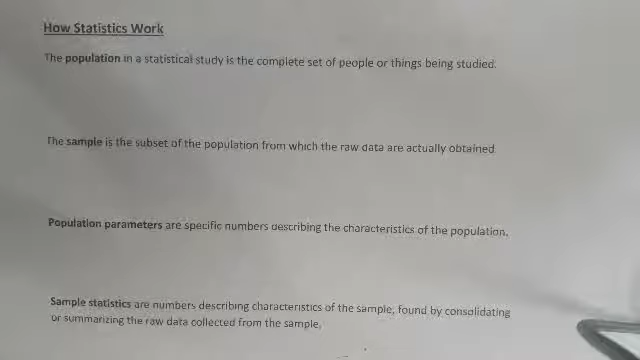 How Statistics Work
The population in a statistical study is the complete set of people or things being studied.
The sample is the subset of the population from which the raw data are actually obtained.
Population parameters are specific numbers describing the characteristics of the population.
Sample statistics are numbers describing characteristics of the sample, found by consolidating
or summarizing the raw data collected from the sample.